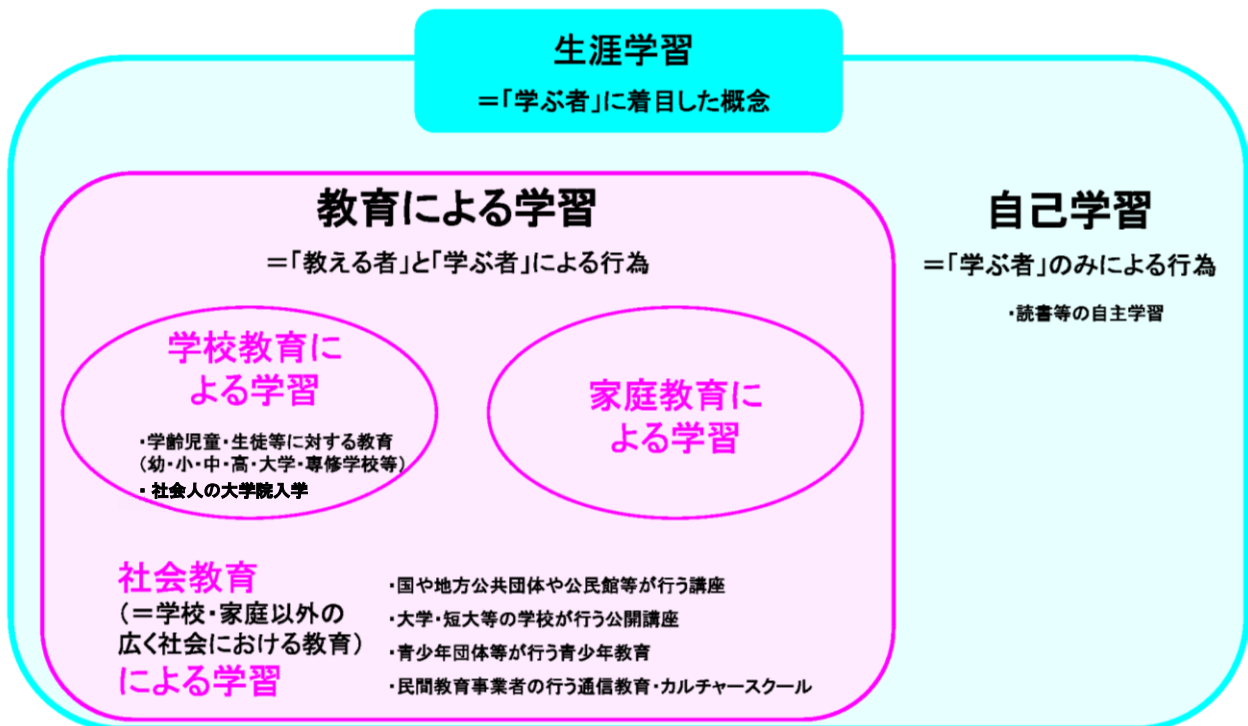 生涯学習
＝「学ぶ者」に着目した概念
教育による学習
＝「教える者」と「学ぶ者」による行為
学校教育に
よる学習
・学齢児童・生徒等に対する教育
（幼・小・中・高・大学・専修学校等）
・社会人の大学院入学
家庭教育に
よる学習
社会教育
（＝学校・家庭以外の
広く社会における教育）
による学習
・国や地方公共団体や公民館等が行う講座
・大学・短大等の学校が行う公開講座
・青少年団体等が行う青少年教育
・民間教育事業者の行う通信教育・カルチャースクール
自己学習
＝「学ぶ者」のみによる行為
・読書等の自主学習